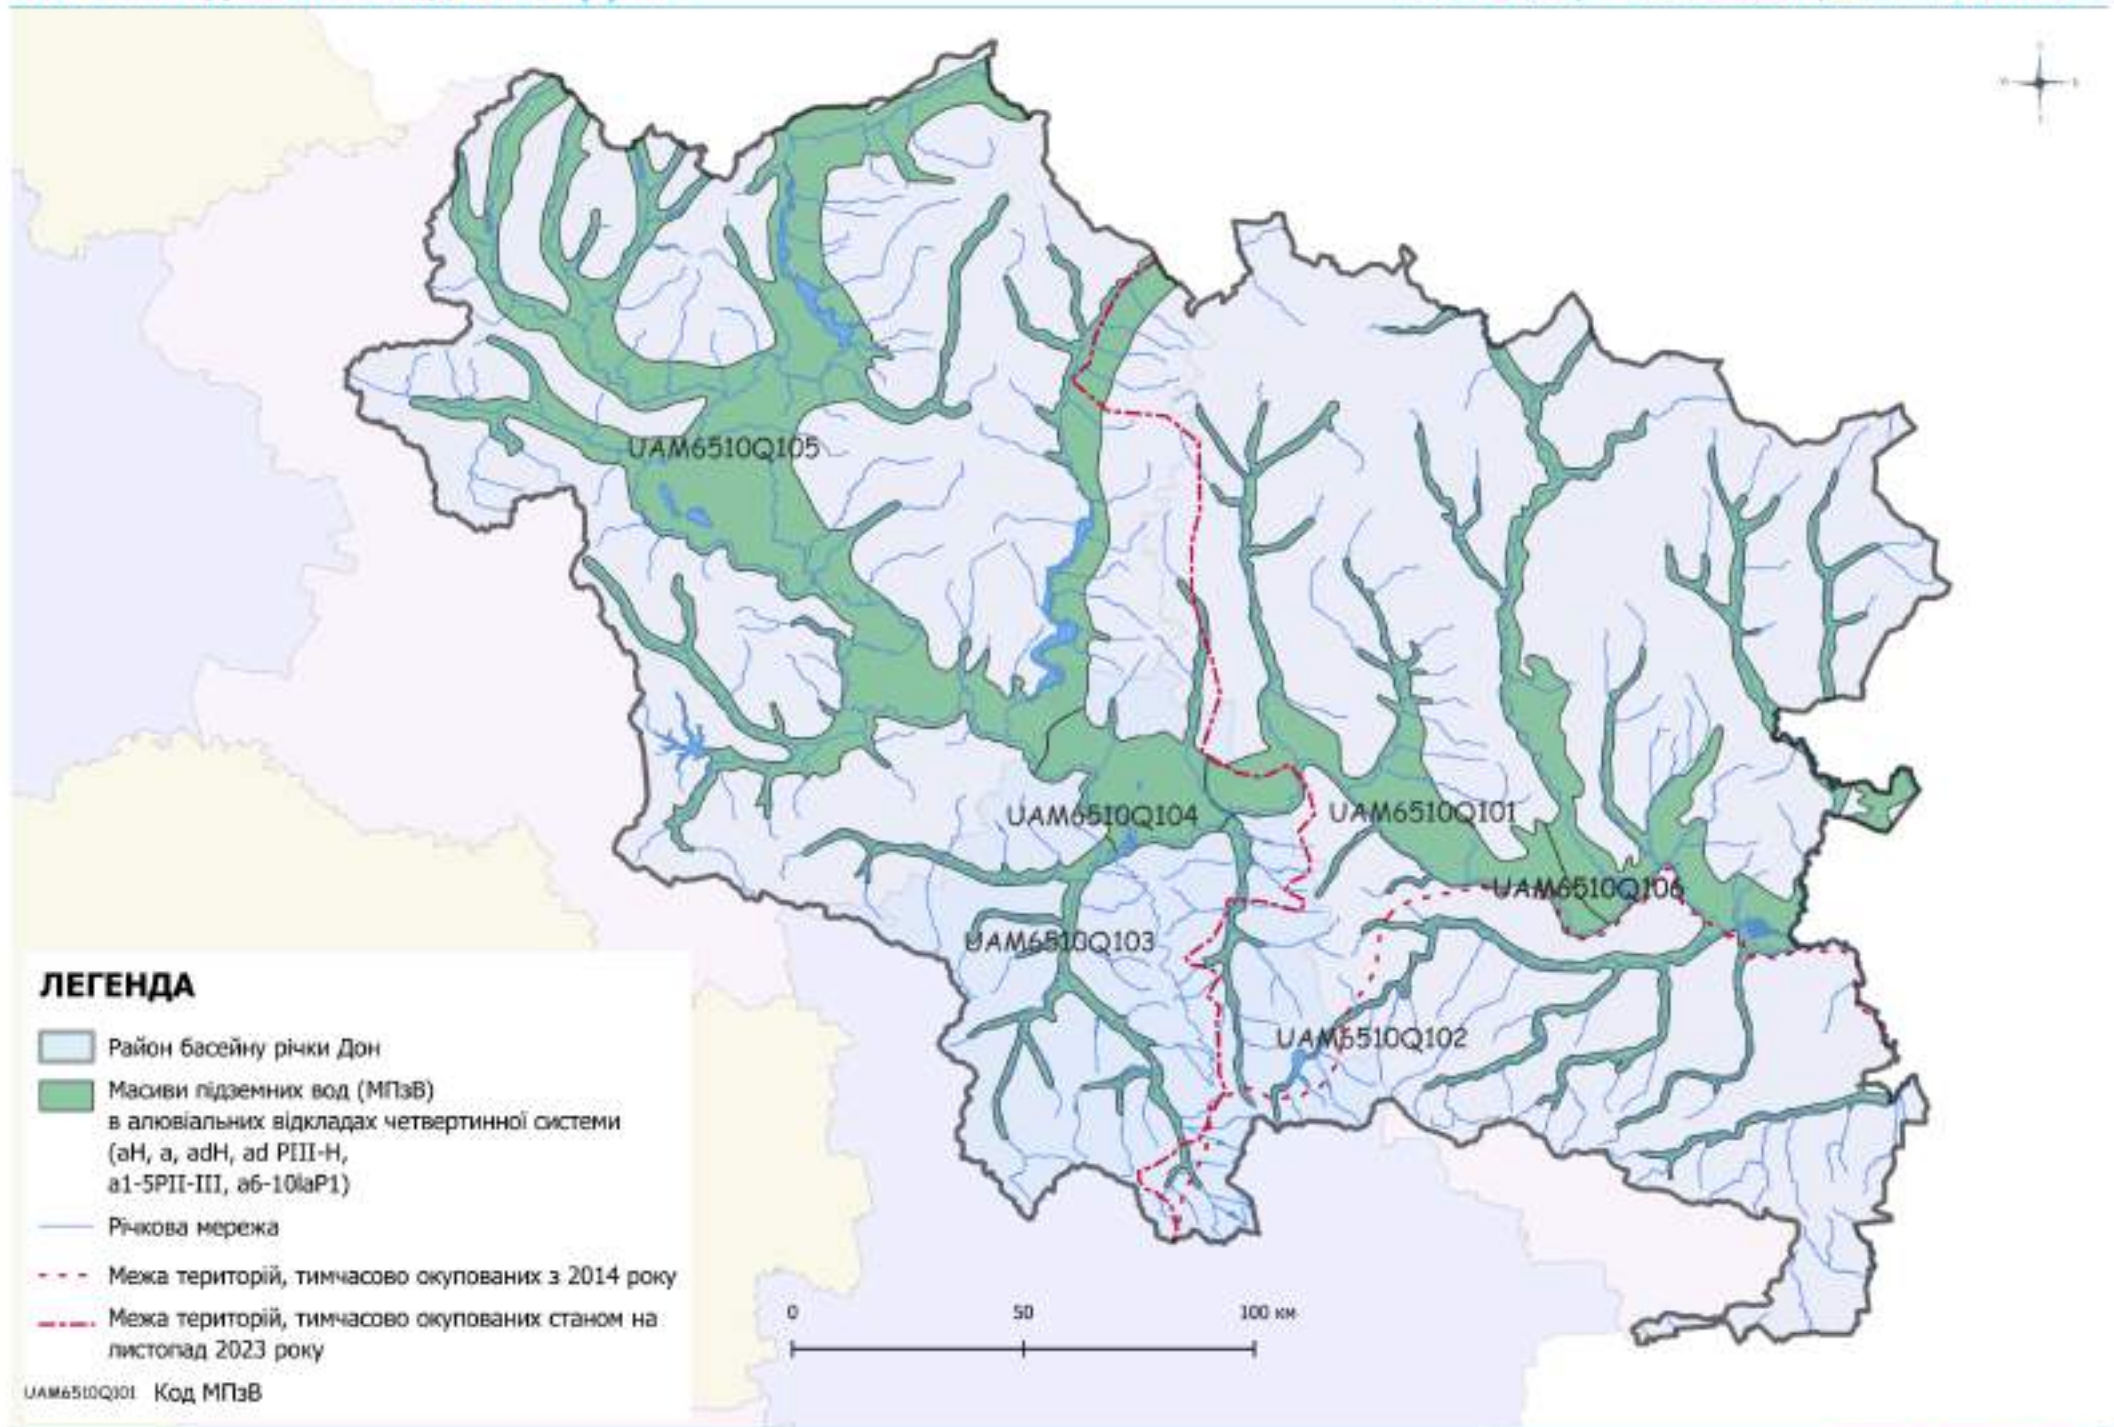 UAM6510Q105
UAM6510Q104
UAM6510Q101
UAM6510Q106
UAM6510Q103
UAM6510Q102
ЛЕГЕНДА
Район басейну річки Дон
Масиви підземних вод (МПзВ)
в алювіальних відкладах четвертинної системи
(aH, a, adH, ad PIII-H,
a1-5PII-III, a6-10laP1)
Річкова мережа
Межа територій, тимчасово окупованих з 2014 року
Межа територій, тимчасово окупованих станом на
листопад 2023 року
UAM6510Q101 Код МПзВ
0 50 100 км